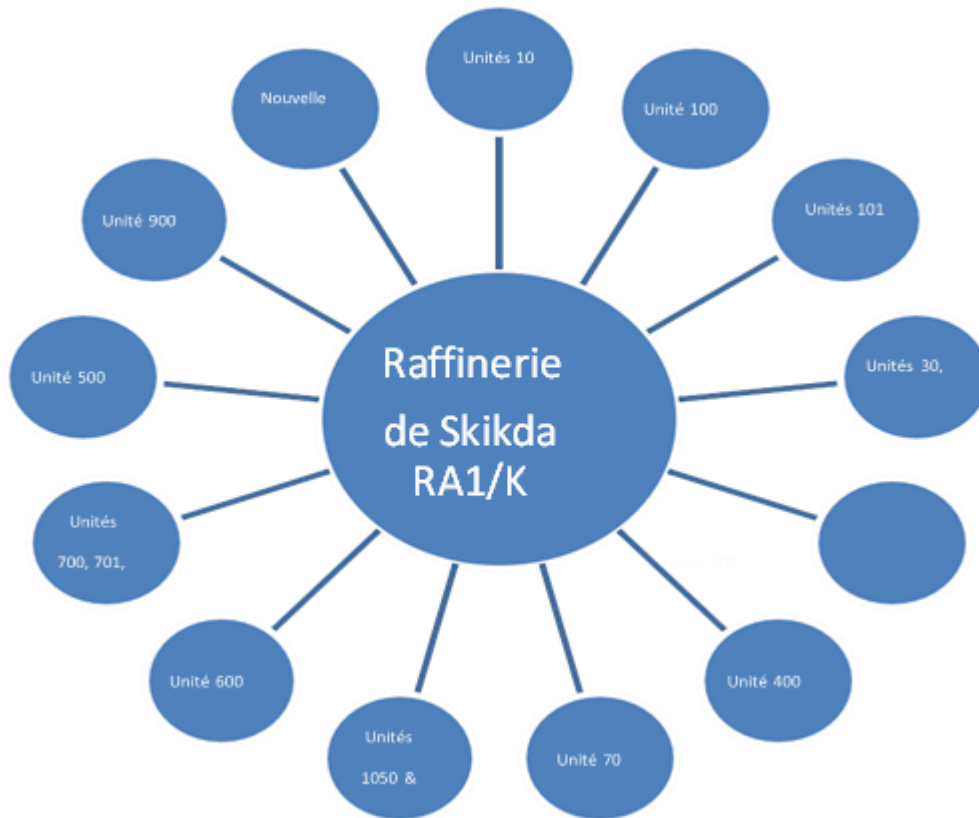 Unités 10
Unité 100
Unités 101
Unités 30,
Unité 400
Unité 70
Unités
1050 &
Unité 600
Unités
700, 701,
Unité 500
Unité 900
Nouvelle
Raffinerie
de Skikda
RA1/K